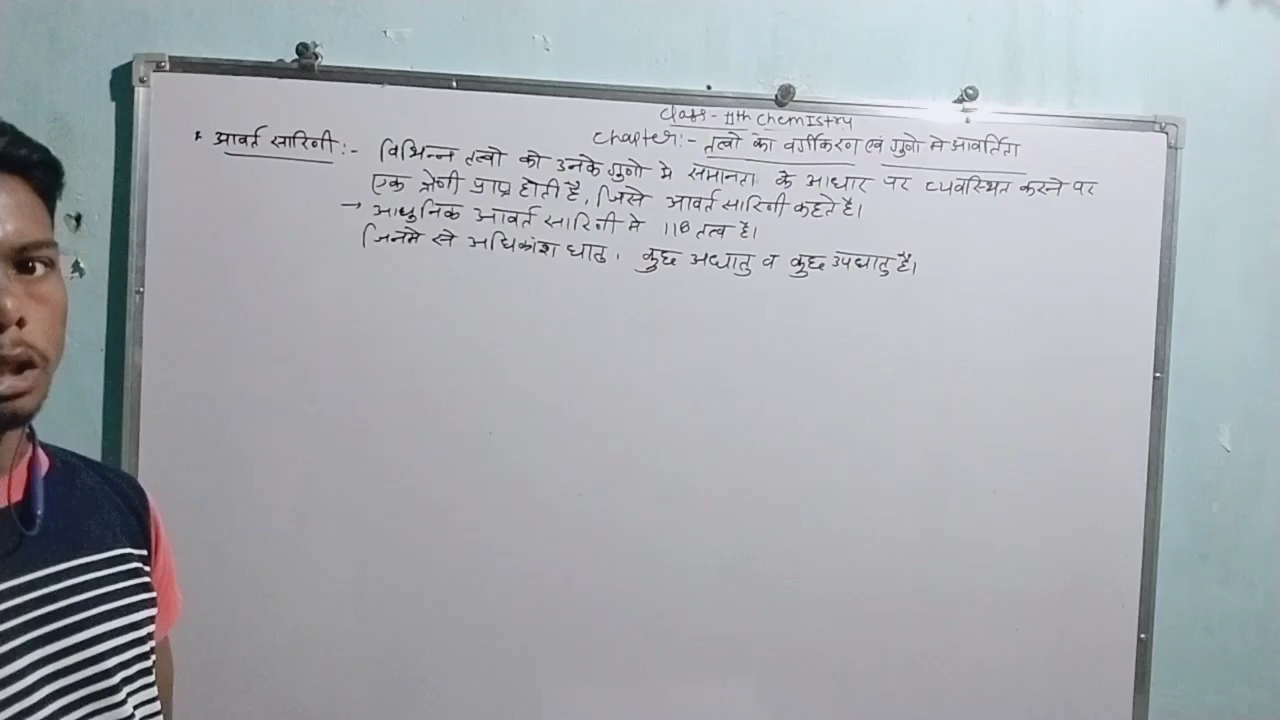 Class- 11th Chemistry
Chapter:- तत्वो का वर्गीकरण एवं गुणो मे आवर्तिता
* आवर्त सारिणी:- विभिन्न तत्वो को उनके गुणो मे समानता के आधार पर व्यवस्थित करने पर
एक श्रेणी प्राप्त होती है, जिसे आवर्त सारिणी कहते है।
→ आधुनिक आवर्त सारिणी मे 118 तत्व है।
जिनमे से अधिकांश धातु, कुछ अधातु व कुछ उपधातु है।